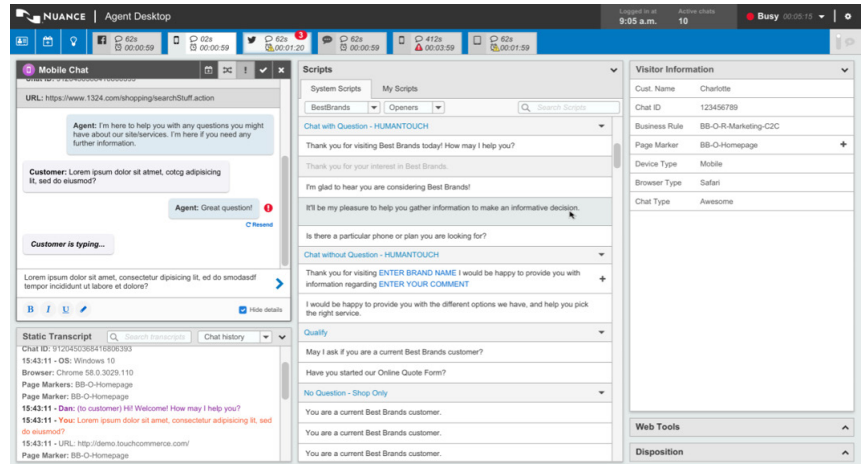 NUANCE | Agent Desktop
Logged in at
9:05 a.m.
Active chats
10
Busy 00:05:15
62s
00:00:59
02s
00:00:59
62s
00:01:20
3
62s
00:00:59
412s
00:03:59
62s
00:01:59
Mobile Chat
URL: https://www.1324.com/shopping/searchStuff.action
Agent: I'm here to help you with any questions you might
have about our site/services. I'm here if you need any
further information.
Customer: Lorem ipsum dolor sit atmet, cotcg adipisicing
lit, sed do eiusmod?
Agent: Great question!
Resend
Customer is typing...
Lorem ipsum dolor sit amet, consectetur dipisicing lit, ed do smodasdf
tempor incididunt ut labore et dolore?
B I U
Hide details
Static Transcript
Search transcripts
Chat history
Chat ID: 9120450368416806393
15:43:11 - OS: Windows 10
Browser: Chrome 58.0.3029.110
Page Markers: BB-O-Homepage
Page Marker: BB-O-Homepage
15:43:11 - Dan: (to customer) Hi! Welcome! How may I help you?
15:43:11 - You: Lorem ipsum dolor sit amet, consectetur adipisicing lit, sed
do eiusmod?
15:43:11 - URL: http://demo.touchcommerce.com/
Page Marker: BB-O-Homepage
Scripts
System Scripts
My Scripts
BestBrands
Openers
Search Scripts
Chat with Question - HUMANTOUCH
Thank you for visiting Best Brands today! How may I help you?
Thank you for your interest in Best Brands.
I'm glad to hear you are considering Best Brands!
It'll be my pleasure to help you gather information to make an informative decision.
Is there a particular phone or plan you are looking for?
Chat without Question - HUMANTOUCH
Thank you for visiting ENTER BRAND NAME I would be happy to provide you with
information regarding ENTER YOUR COMMENT
I would be happy to provide you with the different options we have, and help you pick
the right service.
Qualify
May I ask if you are a current Best Brands customer?
Have you started our Online Quote Form?
No Question - Shop Only
You are a current Best Brands customer.
You are a current Best Brands customer.
You are a current Best Brands customer.
Visitor Information
Cust. Name Charlotte
Chat ID 123456789
Business Rule BB-O-R-Marketing-C2C
Page Marker BB-O-Homepage
Device Type Mobile
Browser Type Safari
Chat Type Awesome
Web Tools
Disposition